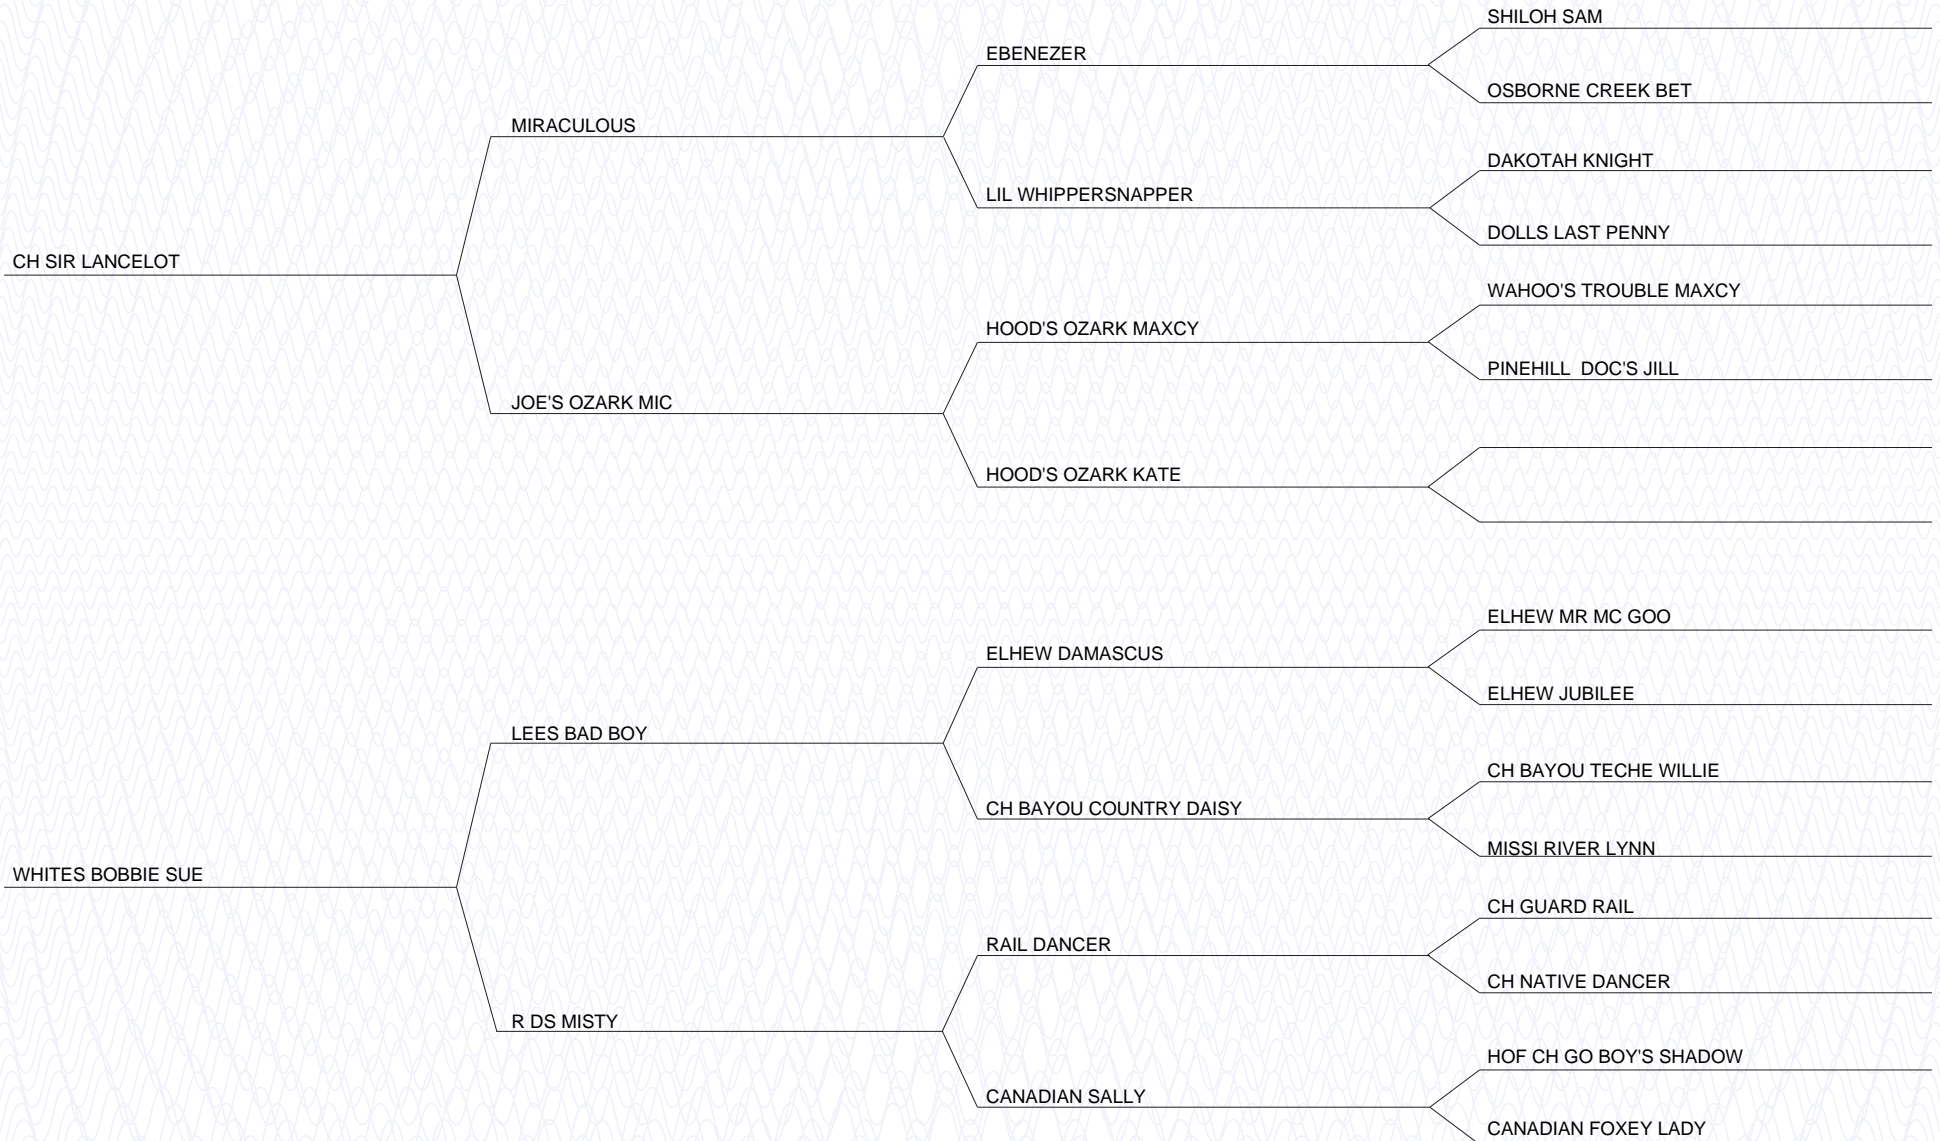 SHILOH SAM
EBENEZER
OSBORNE CREEK BET
MIRACULOUS
DAKOTAH KNIGHT
LIL WHIPPERSNAPPER
DOLLS LAST PENNY
CH SIR LANCELOT
WAHOO'S TROUBLE MAXCY
HOOD'S OZARK MAXCY
PINEHILL  DOC'S JILL
JOE'S OZARK MIC
HOOD'S OZARK KATE
ELHEW MR MC GOO
ELHEW DAMASCUS
ELHEW JUBILEE
LEES BAD BOY
CH BAYOU TECHE WILLIE
CH BAYOU COUNTRY DAISY
MISSI RIVER LYNN
WHITES BOBBIE SUE
CH GUARD RAIL
RAIL DANCER
CH NATIVE DANCER
R DS MISTY
HOF CH GO BOY'S SHADOW
CANADIAN SALLY
CANADIAN FOXEY LADY